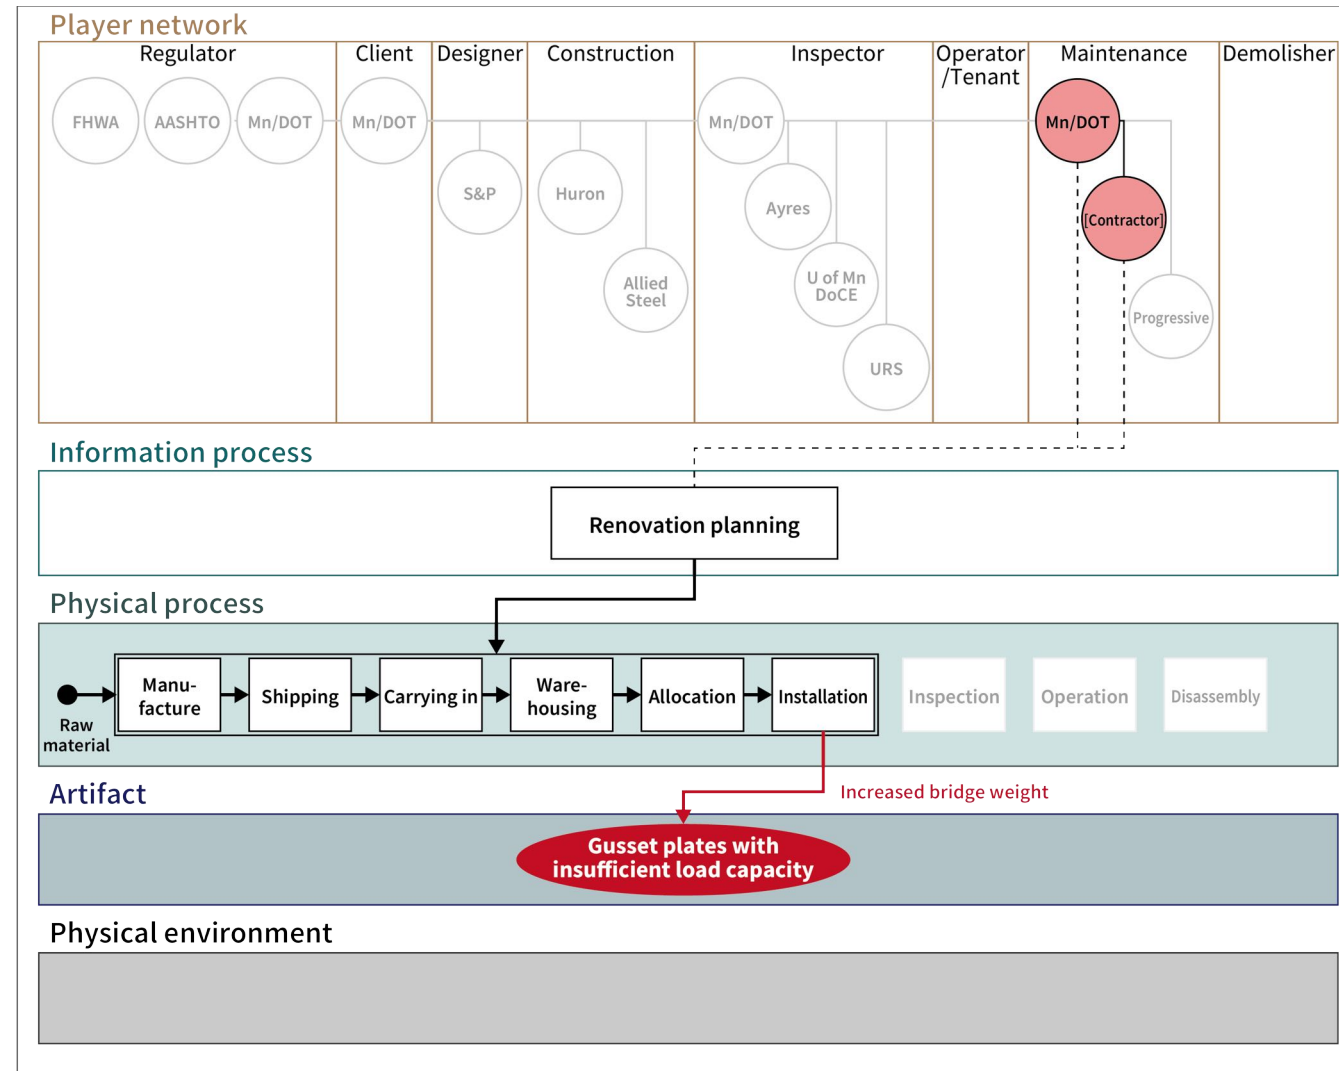 Player network
Regulator
Client
Designer
Construction
Inspector
Operator
/Tenant
Maintenance
Demolisher
FHWA
AASHTO
Mn/DOT
Mn/DOT
Mn/DOT
Mn/DOT
S&P
Huron
Ayres
[Contractor]
Allied
Steel
U of Mn
DoCE
Progressive
URS
Information process
Renovation planning
Physical process
Manu-
facture
Shipping
Carrying in
Ware-
housing
Allocation
Installation
Inspection
Operation
Disassembly
Raw
material
Artifact
Increased bridge weight
Gusset plates with
insufficient load capacity
Physical environment